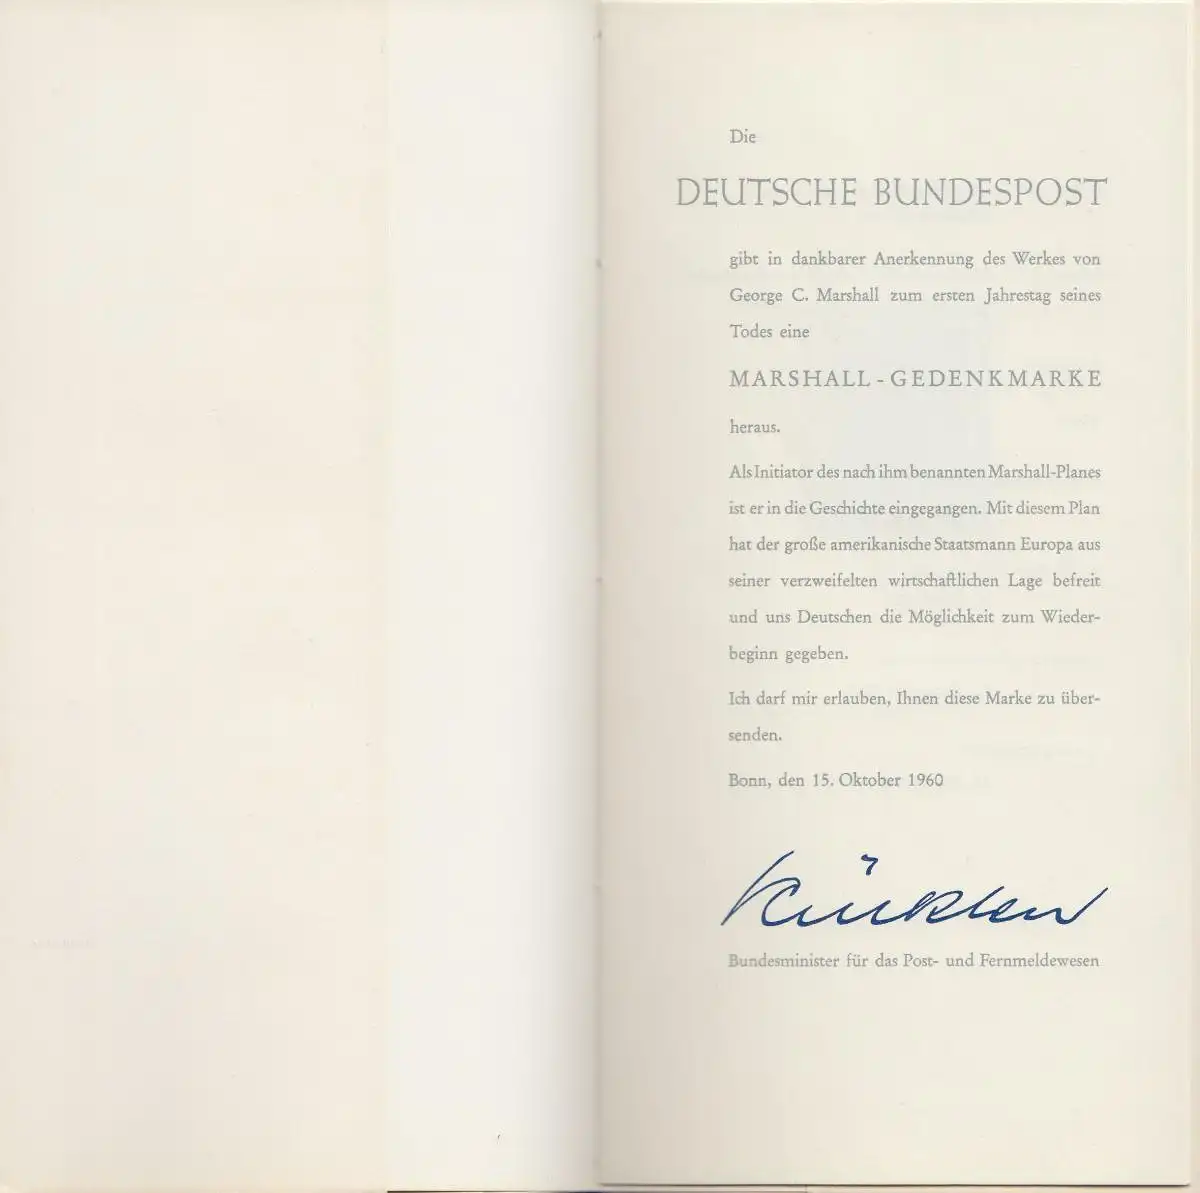 Die
DEUTSCHE BUNDESPOST
gibt in dankbarer Anerkennung des Werkes von
George C. Marshall zum ersten Jahrestag seines
Todes eine
MARSHALL - GEDENKMARKE
heraus.
Als Initiator des nach ihm benannten Marshall-Planes
ist er in die Geschichte eingegangen. Mit diesem Plan
hat der große amerikanische Staatsmann Europa aus
seiner verzweifelten wirtschaftlichen Lage befreit
und uns Deutschen die Möglichkeit zum Wieder-
beginn gegeben.
Ich darf mir erlauben, Ihnen diese Marke zu über-
senden.
Bonn, den 15. Oktober 1960
Bundesminister für das Post- und Fernmeldewesen